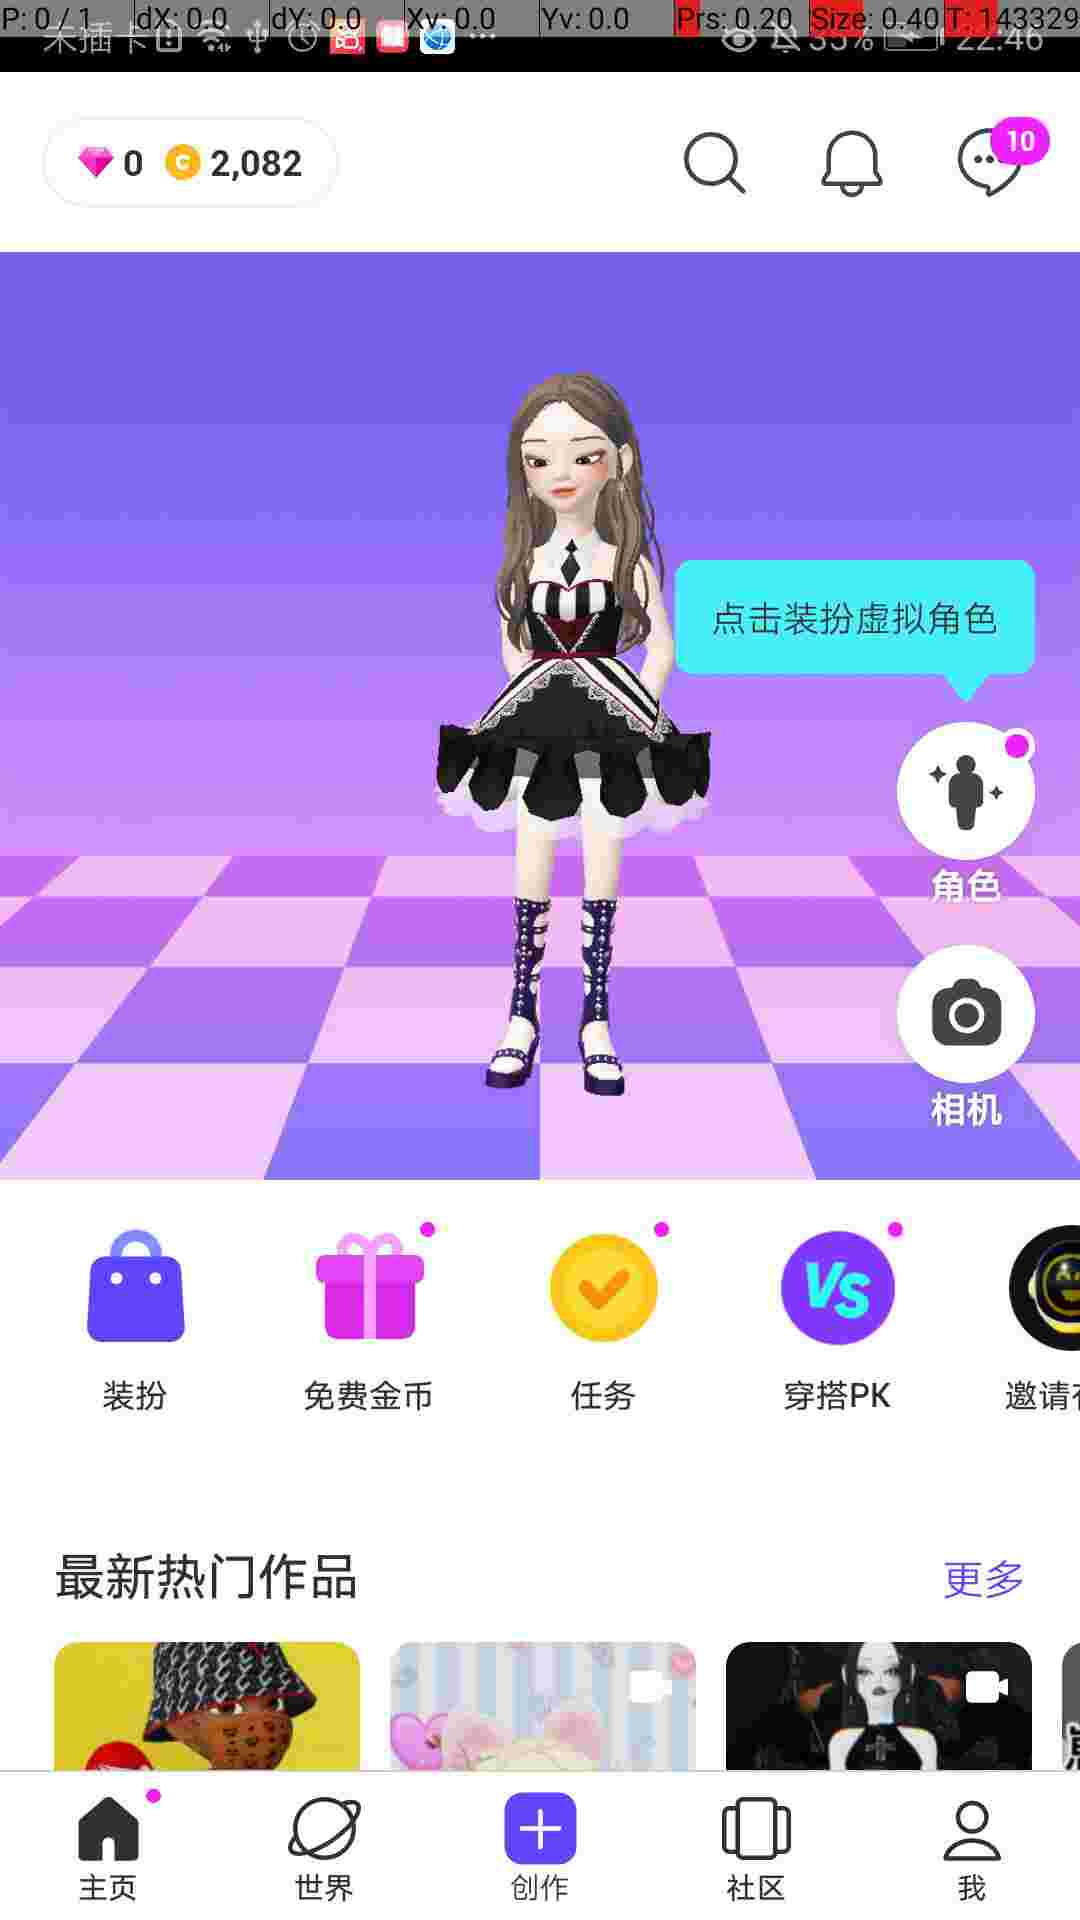 P: 0 / 1 dX: 0.0 dY: 0.0 Xv: 0.0 Yv: 0.0 Prs: 0.20 Size: 0.40 T: 143329
未插卡 35% 22:46
0 2,082 10
点击装扮虚拟角色
角色
相机
VS
装扮 免费金币 任务 穿搭PK 邀请
最新热门作品 更多
主页 世界 创作 社区 我